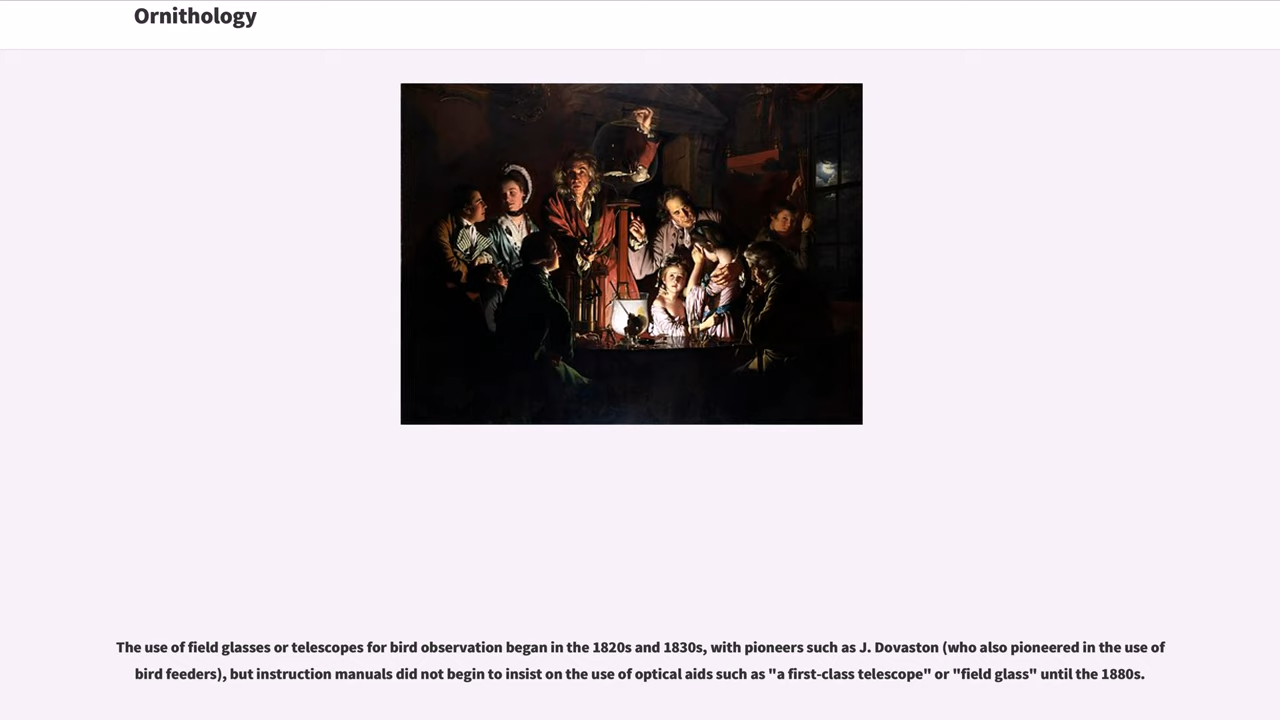 Ornithology
The use of field glasses or telescopes for bird observation began in the 1820s and 1830s, with pioneers such as J. Dovaston (who also pioneered in the use of
bird feeders), but instruction manuals did not begin to insist on the use of optical aids such as "a first-class telescope" or "field glass" until the 1880s.